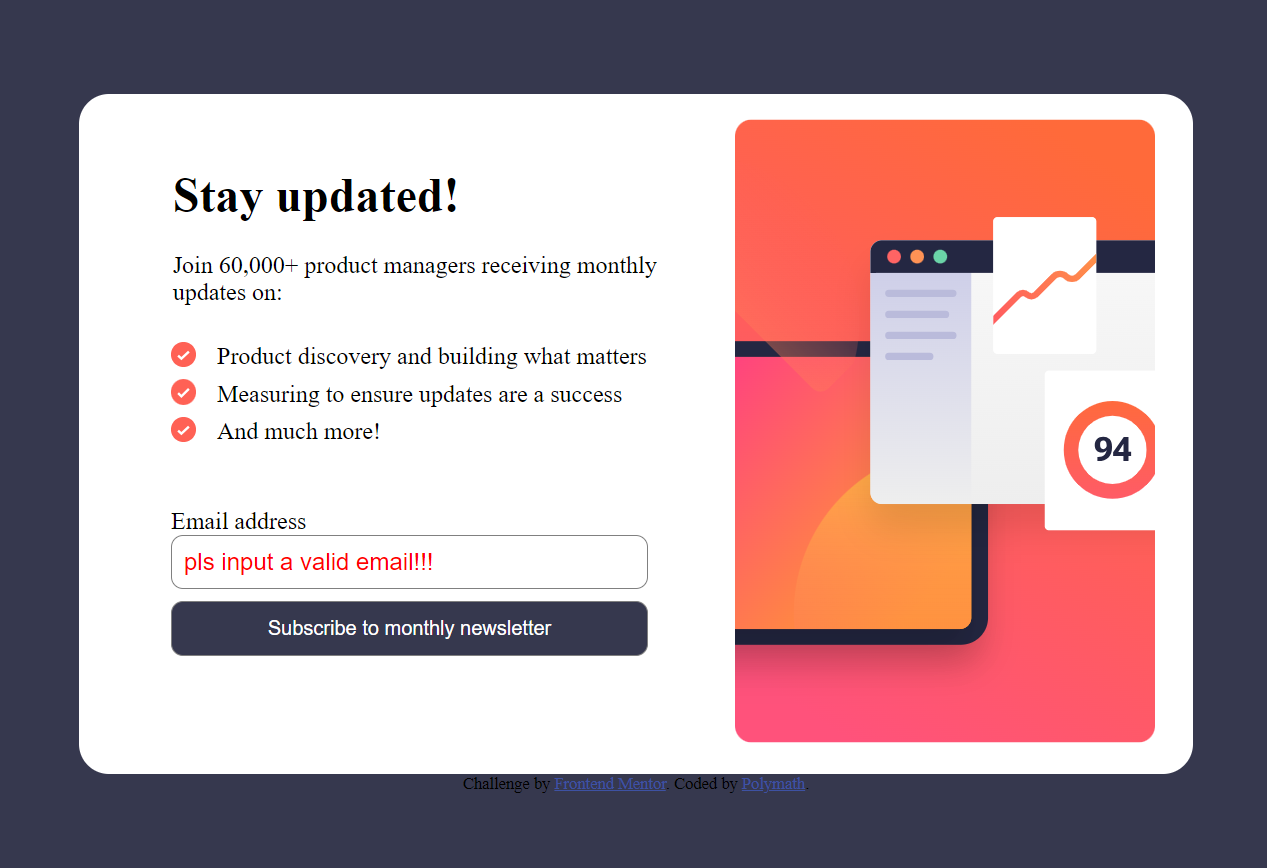 Stay updated!
Join 60,000+ product managers receiving monthly
updates on:
Product discovery and building what matters
Measuring to ensure updates are a success
And much more!
Email address
pls input a valid email!!!
Subscribe to monthly newsletter
94
Challenge by Frontend Mentor. Coded by Polymath.